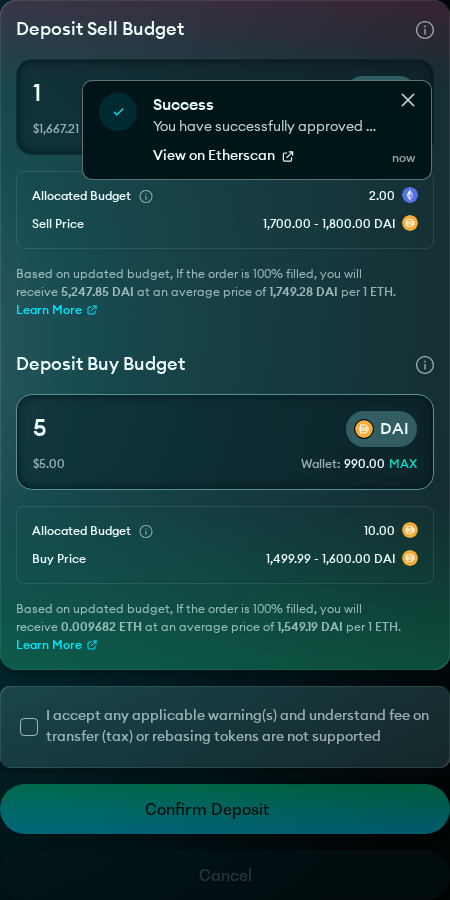 Deposit Sell Budget
1
$1,667.21
Success
You have successfully approved ...
View on Etherscan
now
Allocated Budget 2.00
Sell Price 1,700.00 - 1,800.00 DAI
Based on updated budget, If the order is 100% filled, you will
receive 5,247.85 DAI at an average price of 1,749.28 DAI per 1 ETH.
Learn More
Deposit Buy Budget
5 DAI
$5.00 Wallet: 990.00 MAX
Allocated Budget 10.00
Buy Price 1,499.99 - 1,600.00 DAI
Based on updated budget, If the order is 100% filled, you will
receive 0.009682 ETH at an average price of 1,549.19 DAI per 1 ETH.
Learn More
I accept any applicable warning(s) and understand fee on
transfer (tax) or rebasing tokens are not supported
Confirm Deposit
Cancel